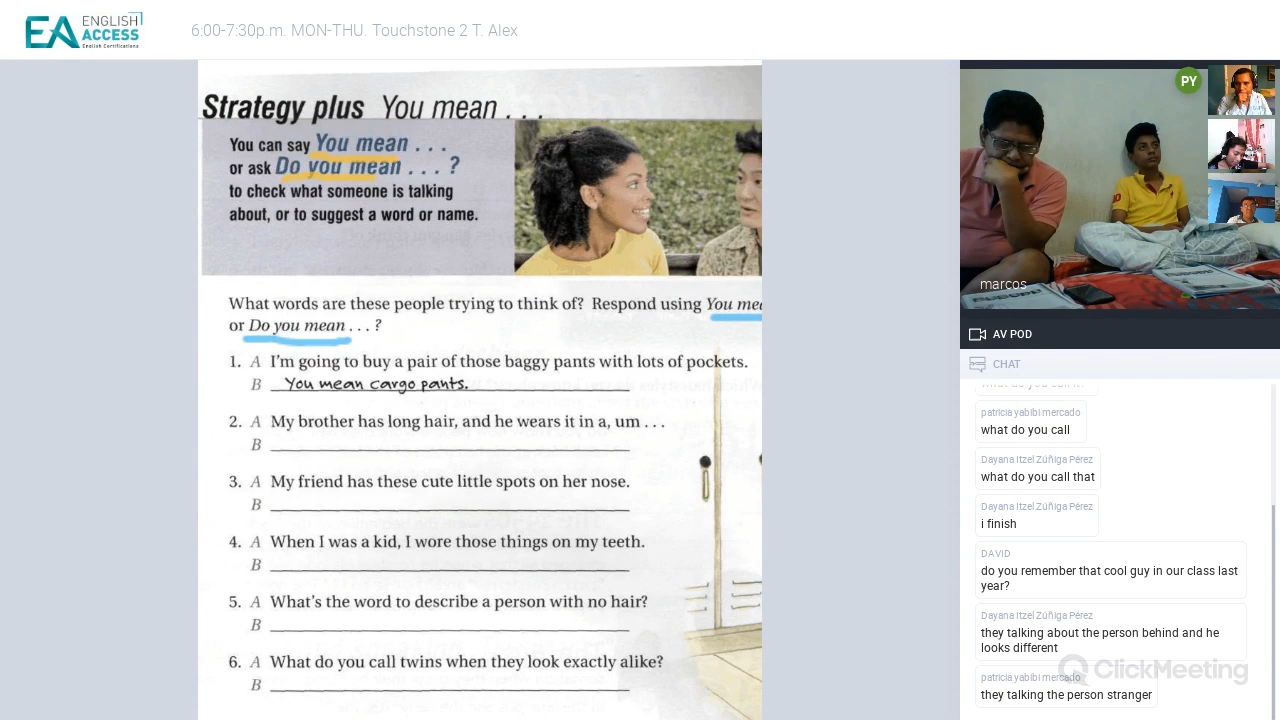 ENGLISH
EA ACCESS
English Certifications
6:00-7:30p.m. MON-THU. Touchstone 2 T. Alex
Strategy plus You mean . . .
You can say You mean . . .
or ask Do you mean . . . ?
to check what someone is talking
about, or to suggest a word or name.
What words are these people trying to think of? Respond using You
or Do you mean . . . ?
1. A I'm going to buy a pair of those baggy pants with lots of pockets.
B You mean cargo pants.
2. A My brother has long hair, and he wears it in a, um . . .
B
3. A My friend has these cute little spots on her nose.
B
4. A When I was a kid, I wore those things on my teeth.
B
5. A What's the word to describe a person with no hair?
B
6. A What do you call twins when they look exactly alike?
B
PY
marcos
AV POD
CHAT
what do you call it?
patricia yabibi mercado
what do you call
Dayana Itzel Zúñiga Pérez
what do you call that
Dayana Itzel Zúñiga Pérez
i finish
DAVID
do you remember that cool guy in our class last
year?
Dayana Itzel Zúñiga Pérez
they talking about the person behind and he
looks different
patricia yabibi mercado
they talking the person stranger
ClickMeeting